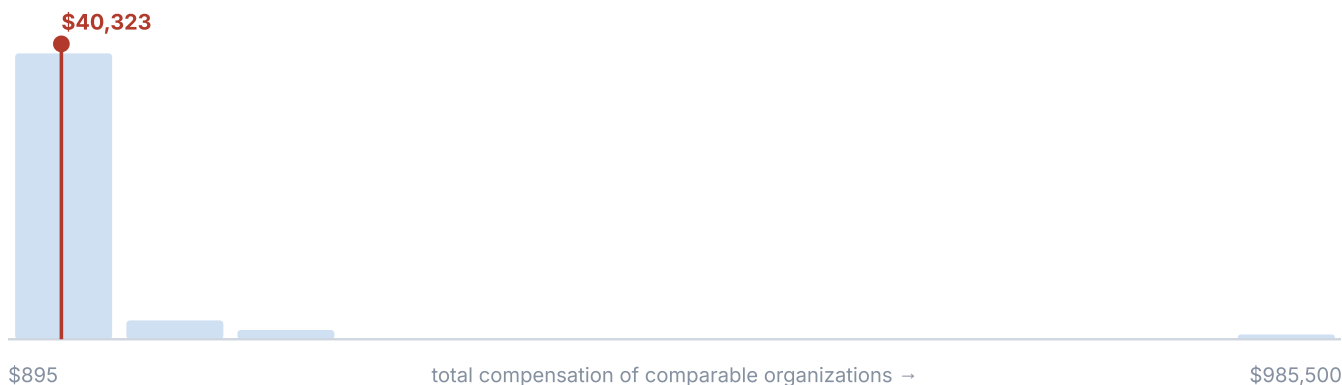 $40,323
$895
total compensation of comparable organizations →
$985,500